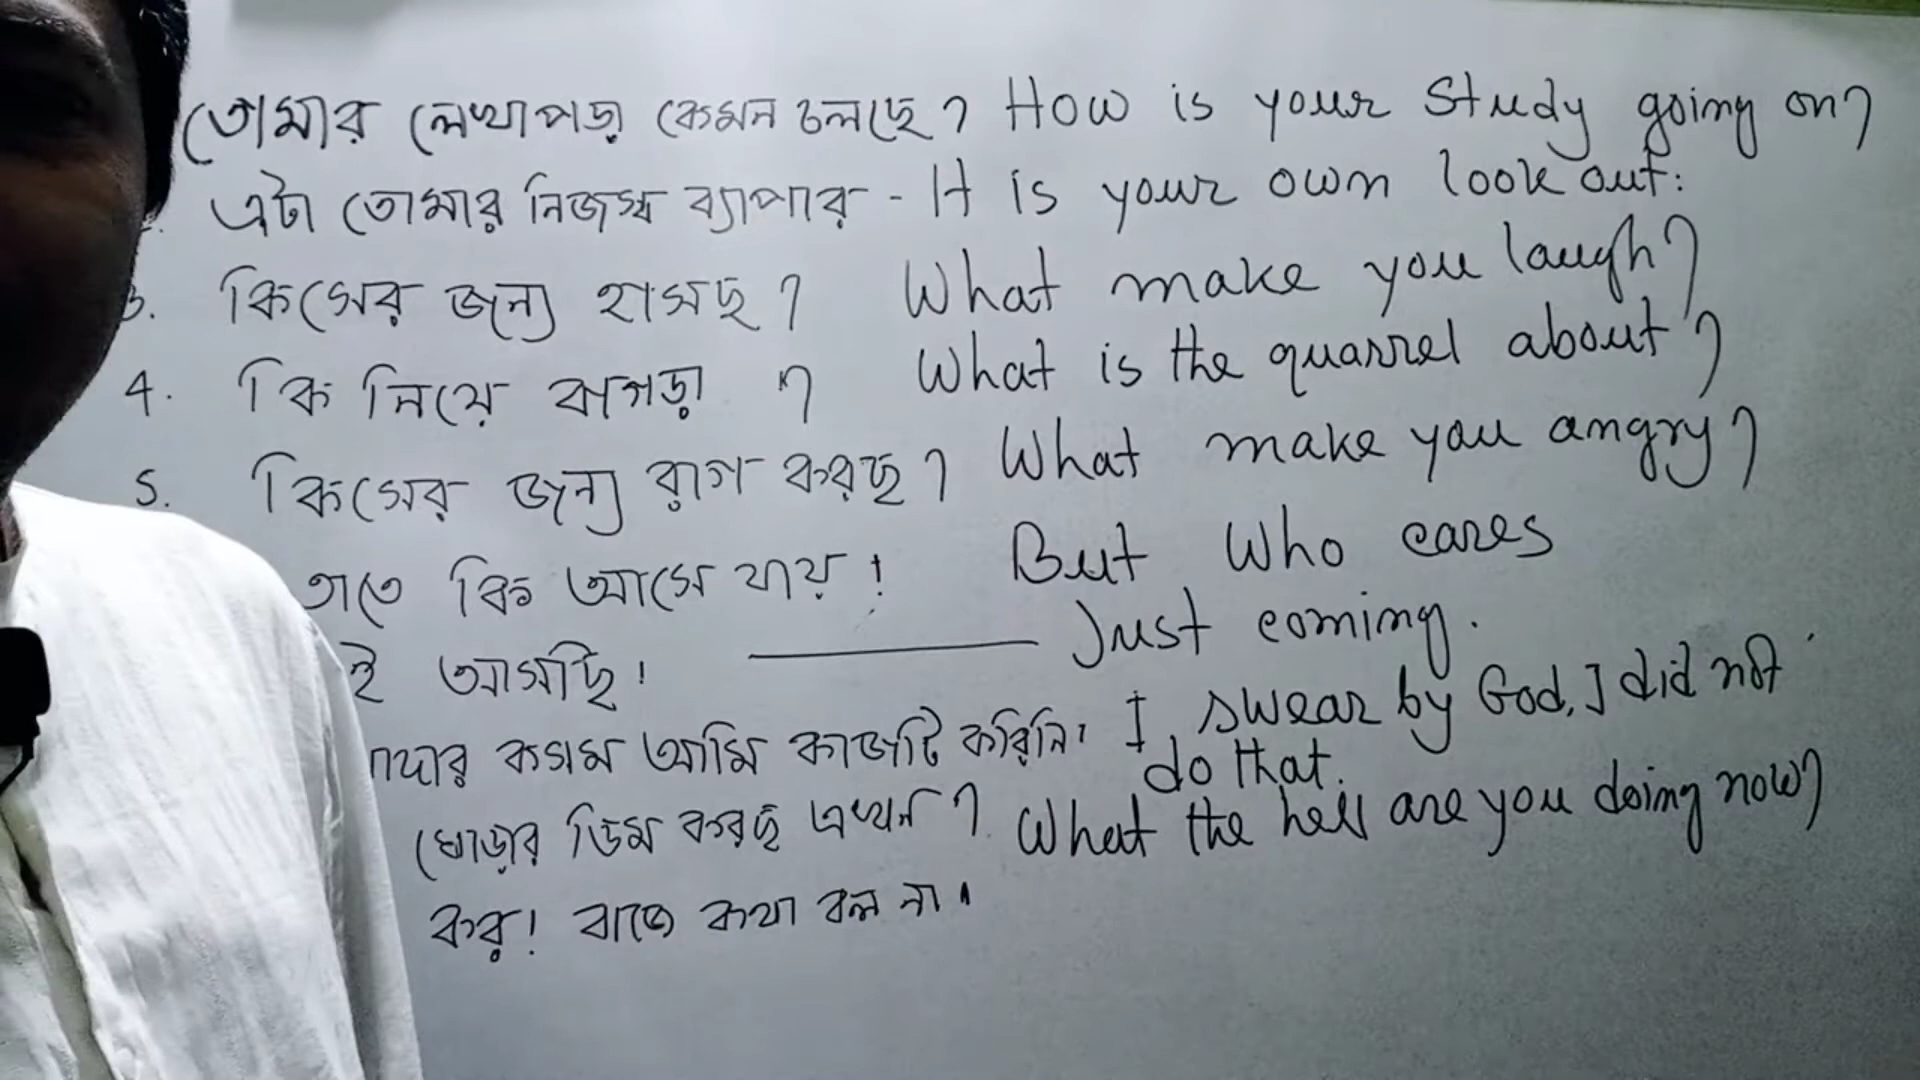 তোমার লেখাপড়া কেমন চলছে? How is your study going on?
এটা তোমার নিজস্ব ব্যাপার - It is your own look out.
3. কিসের জন্য হাসছ? What make you laugh?
4. কি নিয়ে ঝগড়া ? What is the quarrel about?
5. কিসের জন্য রাগ করছ? What make you angry?
তাতে কি আসে যায়! But Who cares
ই আসছি। Just coming.
কসম আমি কাজটি করিনি। I swear by God, I did not
do that.
ঘোড়ার ডিম করছ এখন? What the hell are you doing now?
কর! বাজে কথা বল না।